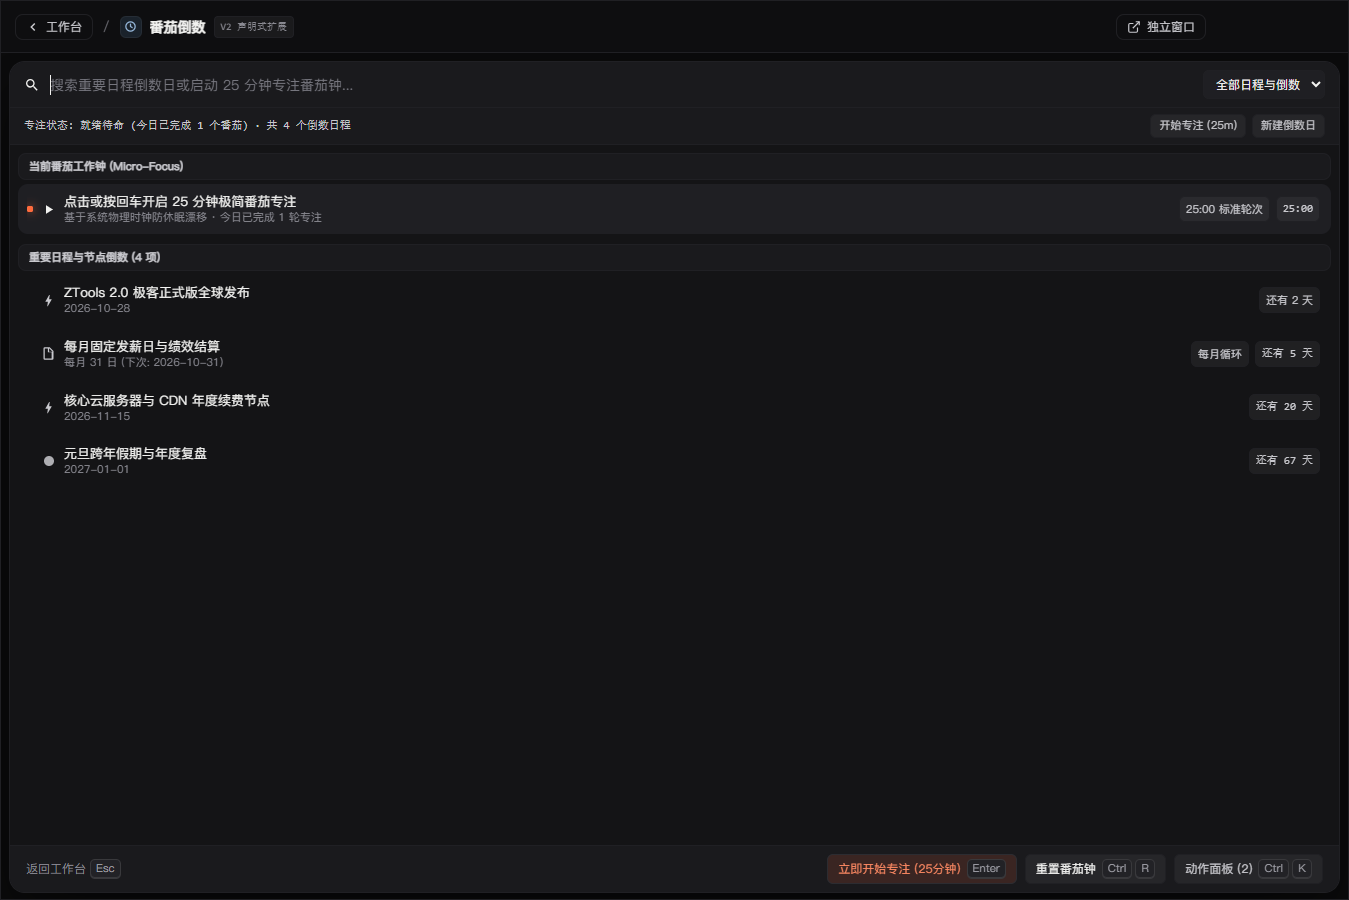 工作台 / 番茄倒数 V2 声明式扩展 独立窗口
搜索重要日程倒数日或启动 25 分钟专注番茄钟... 全部日程与倒数
专注状态: 就绪待命 (今日已完成 1 个番茄) · 共 4 个倒数日程 开始专注 (25m) 新建倒数日
当前番茄工作钟 (Micro-Focus)
点击或按回车开启 25 分钟极简番茄专注
基于系统物理时钟防休眠漂移 · 今日已完成 1 轮专注 25:00 标准轮次 25:00
重要日程与节点倒数 (4 项)
ZTools 2.0 极客正式版全球发布
2026-10-28 还有 2 天
每月固定发薪日与绩效结算
每月 31 日 (下次: 2026-10-31) 每月循环 还有 5 天
核心云服务器与 CDN 年度续费节点
2026-11-15 还有 20 天
元旦跨年假期与年度复盘
2027-01-01 还有 67 天
返回工作台 Esc 立即开始专注 (25分钟) Enter 重置番茄钟 Ctrl R 动作面板 (2) Ctrl K